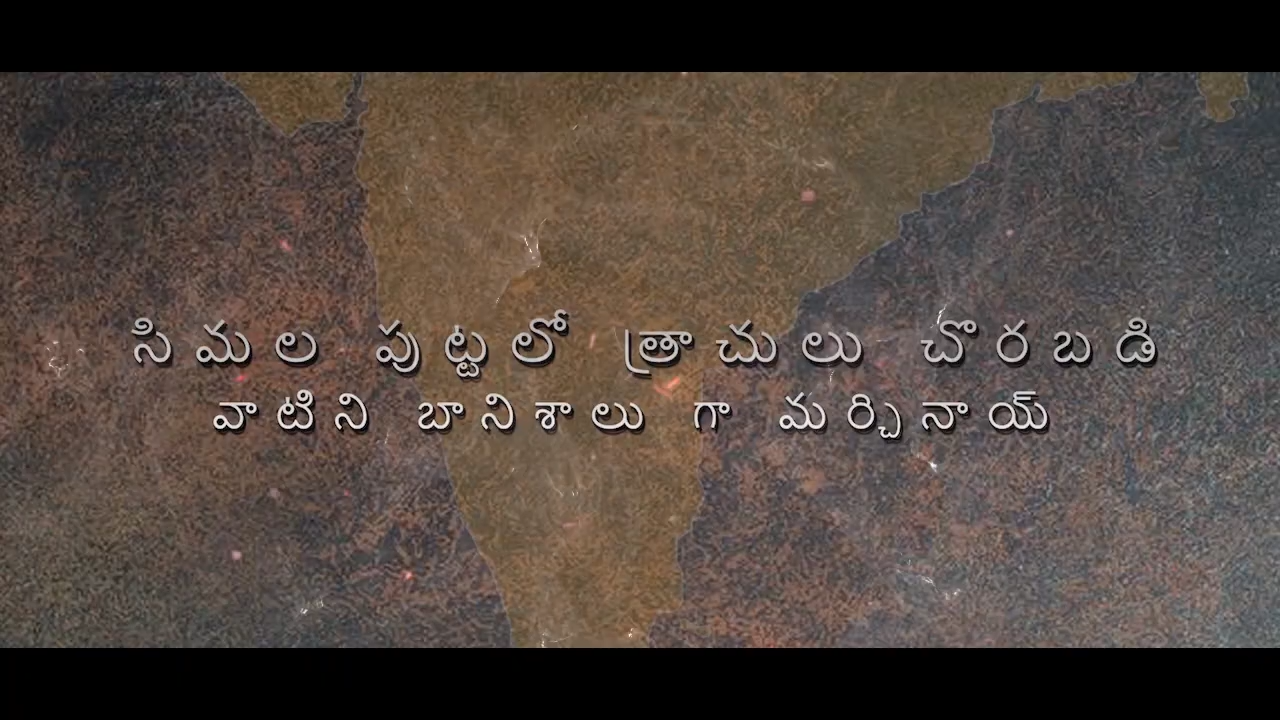 సిమల పుట్టలో త్రాచులు చొరబడి
వాటిని బానిశాలు గా మర్చినాయ్